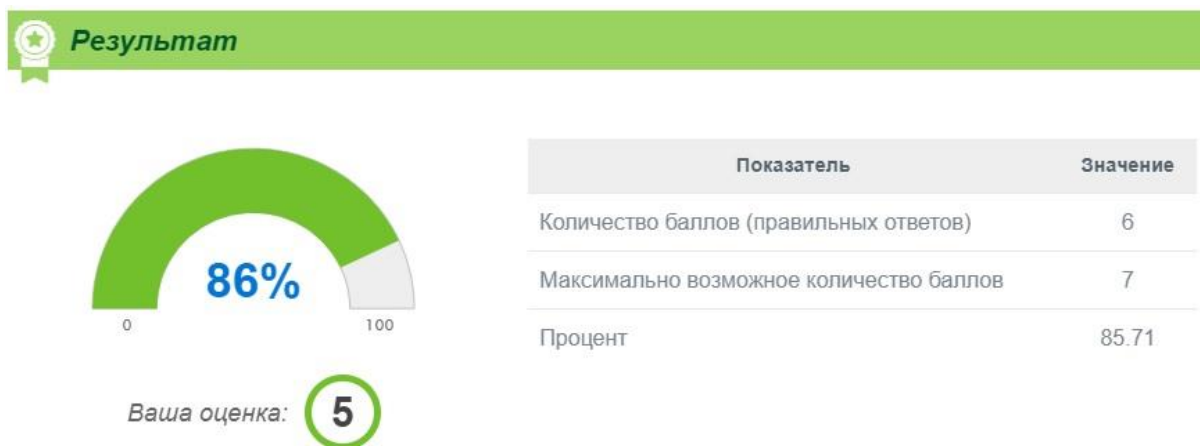 Результат
86%
0
100
Ваша оценка: 5
Показатель Значение
Количество баллов (правильных ответов) 6
Максимально возможное количество баллов 7
Процент 85.71